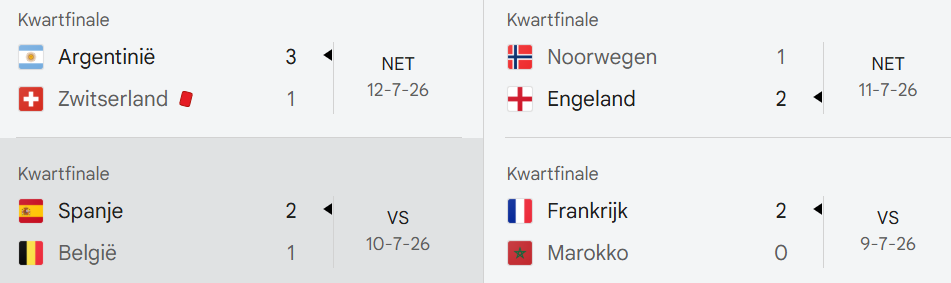 Kwartfinale
Argentinië 3
Zwitserland 1
NET
12-7-26
Kwartfinale
Noorwegen 1
Engeland 2
NET
11-7-26
Kwartfinale
Spanje 2
België 1
VS
10-7-26
Kwartfinale
Frankrijk 2
Marokko 0
VS
9-7-26